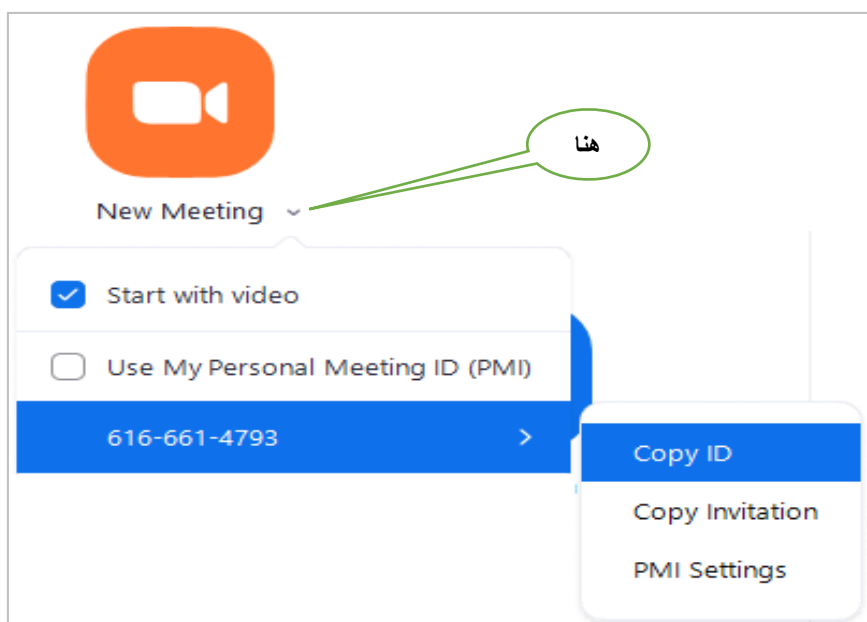 هنا
New Meeting
Start with video
Use My Personal Meeting ID (PMI)
616-661-4793
Copy ID
Copy Invitation
PMI Settings